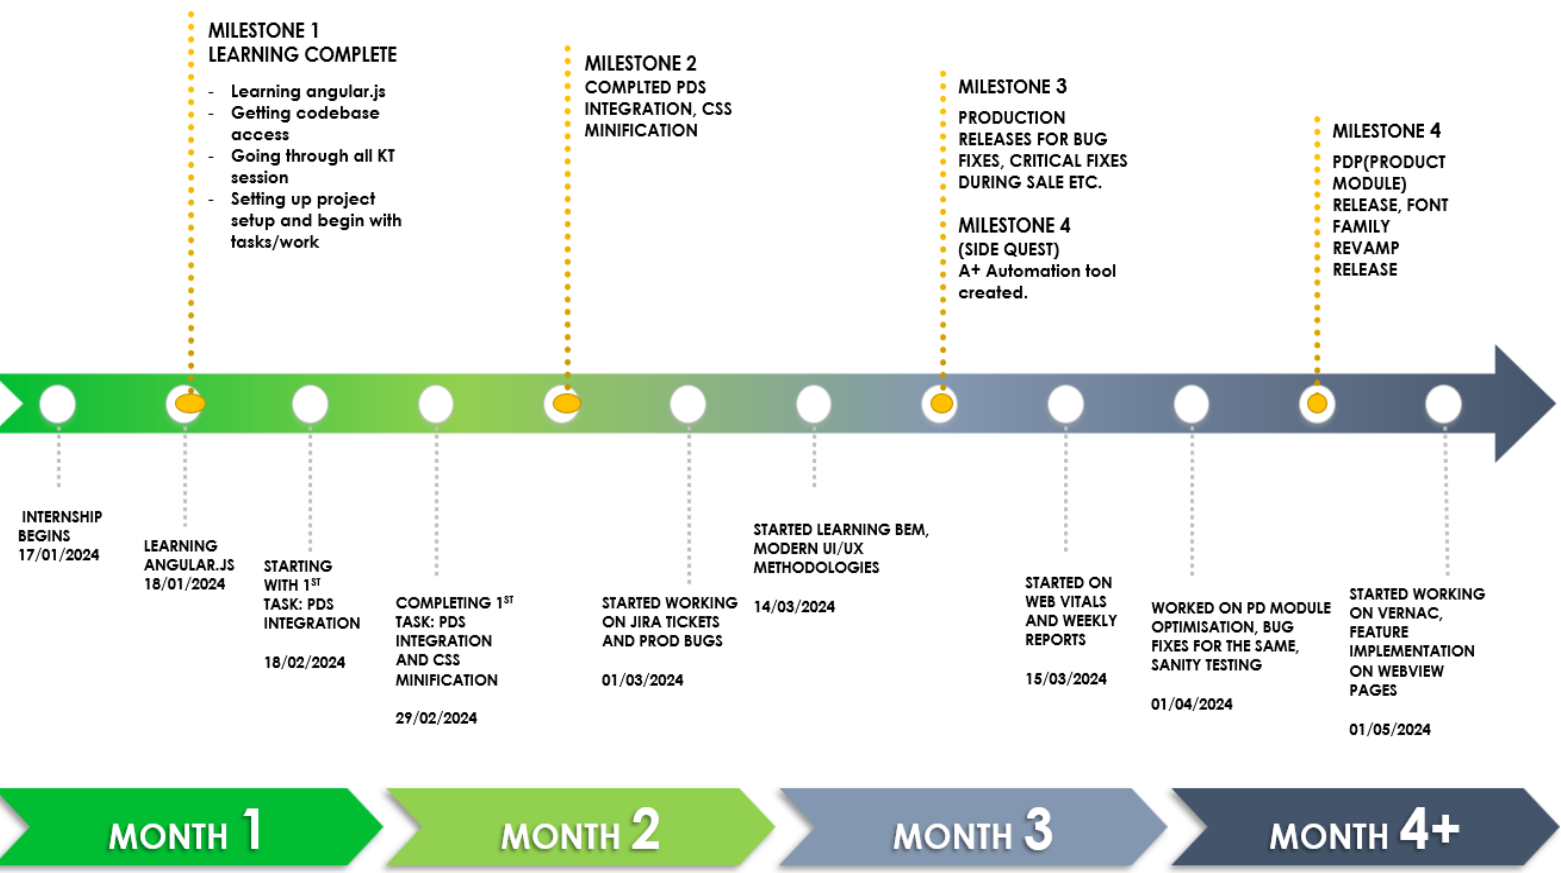 MILESTONE 1
LEARNING COMPLETE
- Learning angular.js
- Getting codebase
access
- Going through all KT
session
- Setting up project
setup and begin with
tasks/work
MILESTONE 2
COMPLTED PDS
INTEGRATION, CSS
MINIFICATION
MILESTONE 3
PRODUCTION
RELEASES FOR BUG
FIXES, CRITICAL FIXES
DURING SALE ETC.
MILESTONE 4
(SIDE QUEST)
A+ Automation tool
created.
MILESTONE 4
PDP(PRODUCT
MODULE)
RELEASE, FONT
FAMILY
REVAMP
RELEASE
INTERNSHIP
BEGINS
17/01/2024
LEARNING
ANGULAR.JS
18/01/2024
STARTING
WITH 1ST
TASK: PDS
INTEGRATION
18/02/2024
COMPLETING 1ST
TASK: PDS
INTEGRATION
AND CSS
MINIFICATION
29/02/2024
STARTED WORKING
ON JIRA TICKETS
AND PROD BUGS
01/03/2024
STARTED LEARNING BEM,
MODERN UI/UX
METHODOLOGIES
14/03/2024
STARTED ON
WEB VITALS
AND WEEKLY
REPORTS
15/03/2024
WORKED ON PD MODULE
OPTIMISATION, BUG
FIXES FOR THE SAME,
SANITY TESTING
01/04/2024
STARTED WORKING
ON VERNAC,
FEATURE
IMPLEMENTATION
ON WEBVIEW
PAGES
01/05/2024
MONTH 1
MONTH 2
MONTH 3
MONTH 4+